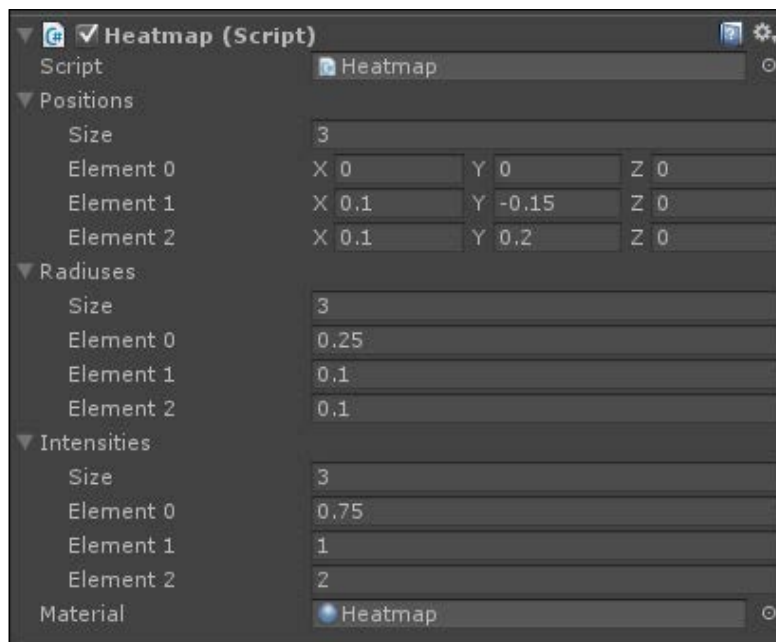 Heatmap (Script)
Script Heatmap
Positions
Size 3
Element 0 X 0 Y 0 Z 0
Element 1 X 0.1 Y -0.15 Z 0
Element 2 X 0.1 Y 0.2 Z 0
Radiuses
Size 3
Element 0 0.25
Element 1 0.1
Element 2 0.1
Intensities
Size 3
Element 0 0.75
Element 1 1
Element 2 2
Material Heatmap